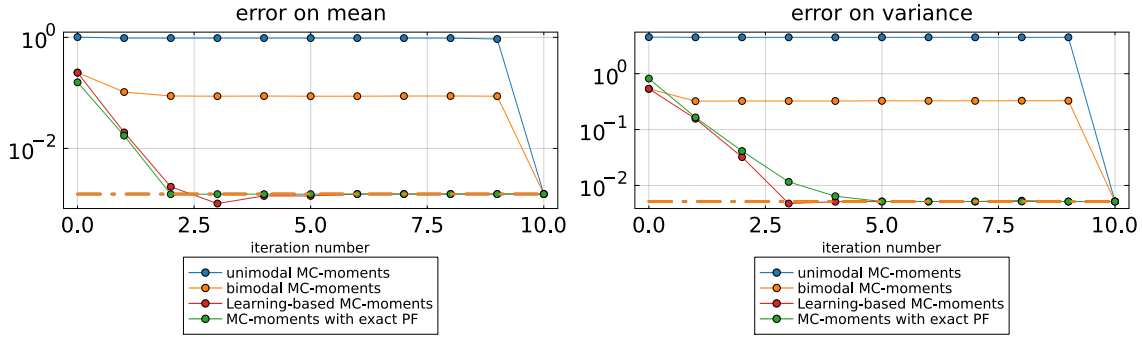 error on mean
10⁰
10⁻²
0.0 2.5 5.0 7.5 10.0
iteration number
unimodal MC-moments
bimodal MC-moments
Learning-based MC-moments
MC-moments with exact PF
error on variance
10⁰
10⁻¹
10⁻²
0.0 2.5 5.0 7.5 10.0
iteration number
unimodal MC-moments
bimodal MC-moments
Learning-based MC-moments
MC-moments with exact PF